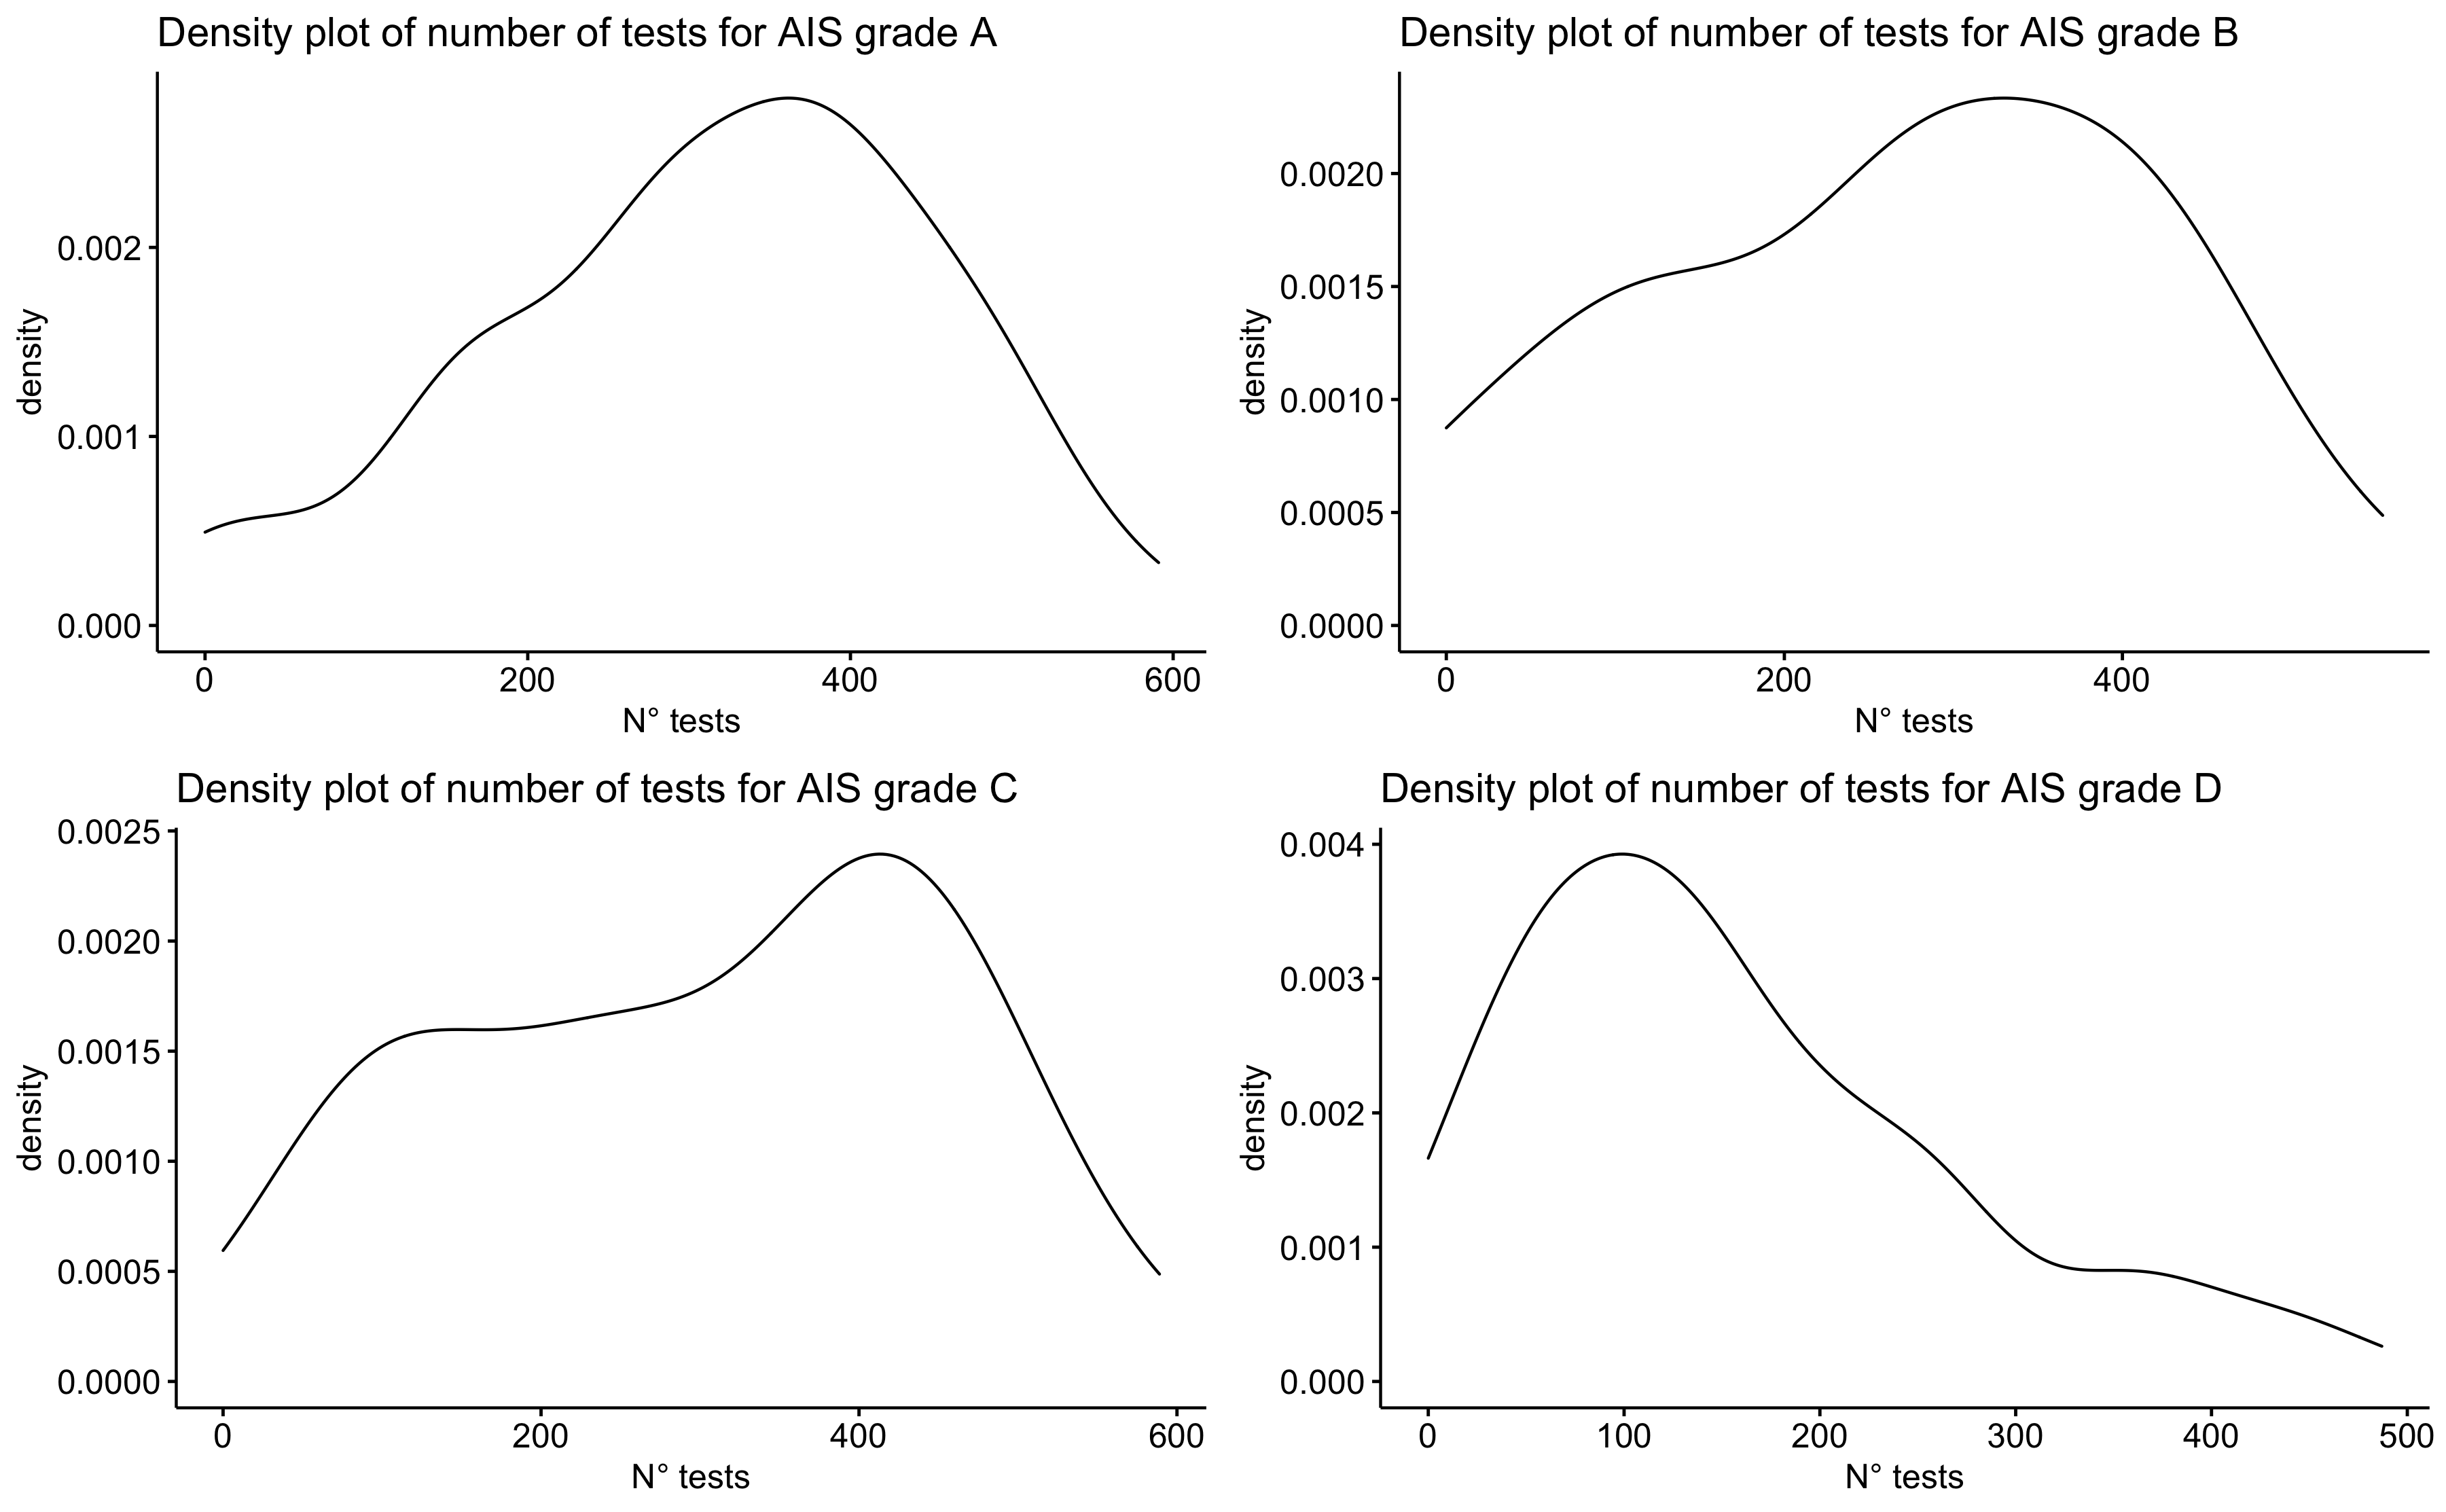 Density plot of number of tests for AIS grade A
density
0.002
0.001
0.000
0 200 400 600
N° tests
Density plot of number of tests for AIS grade B
density
0.0020
0.0015
0.0010
0.0005
0.0000
0 200 400
N° tests
Density plot of number of tests for AIS grade C
density
0.0025
0.0020
0.0015
0.0010
0.0005
0.0000
0 200 400 600
N° tests
Density plot of number of tests for AIS grade D
density
0.004
0.003
0.002
0.001
0.000
0 100 200 300 400 500
N° tests